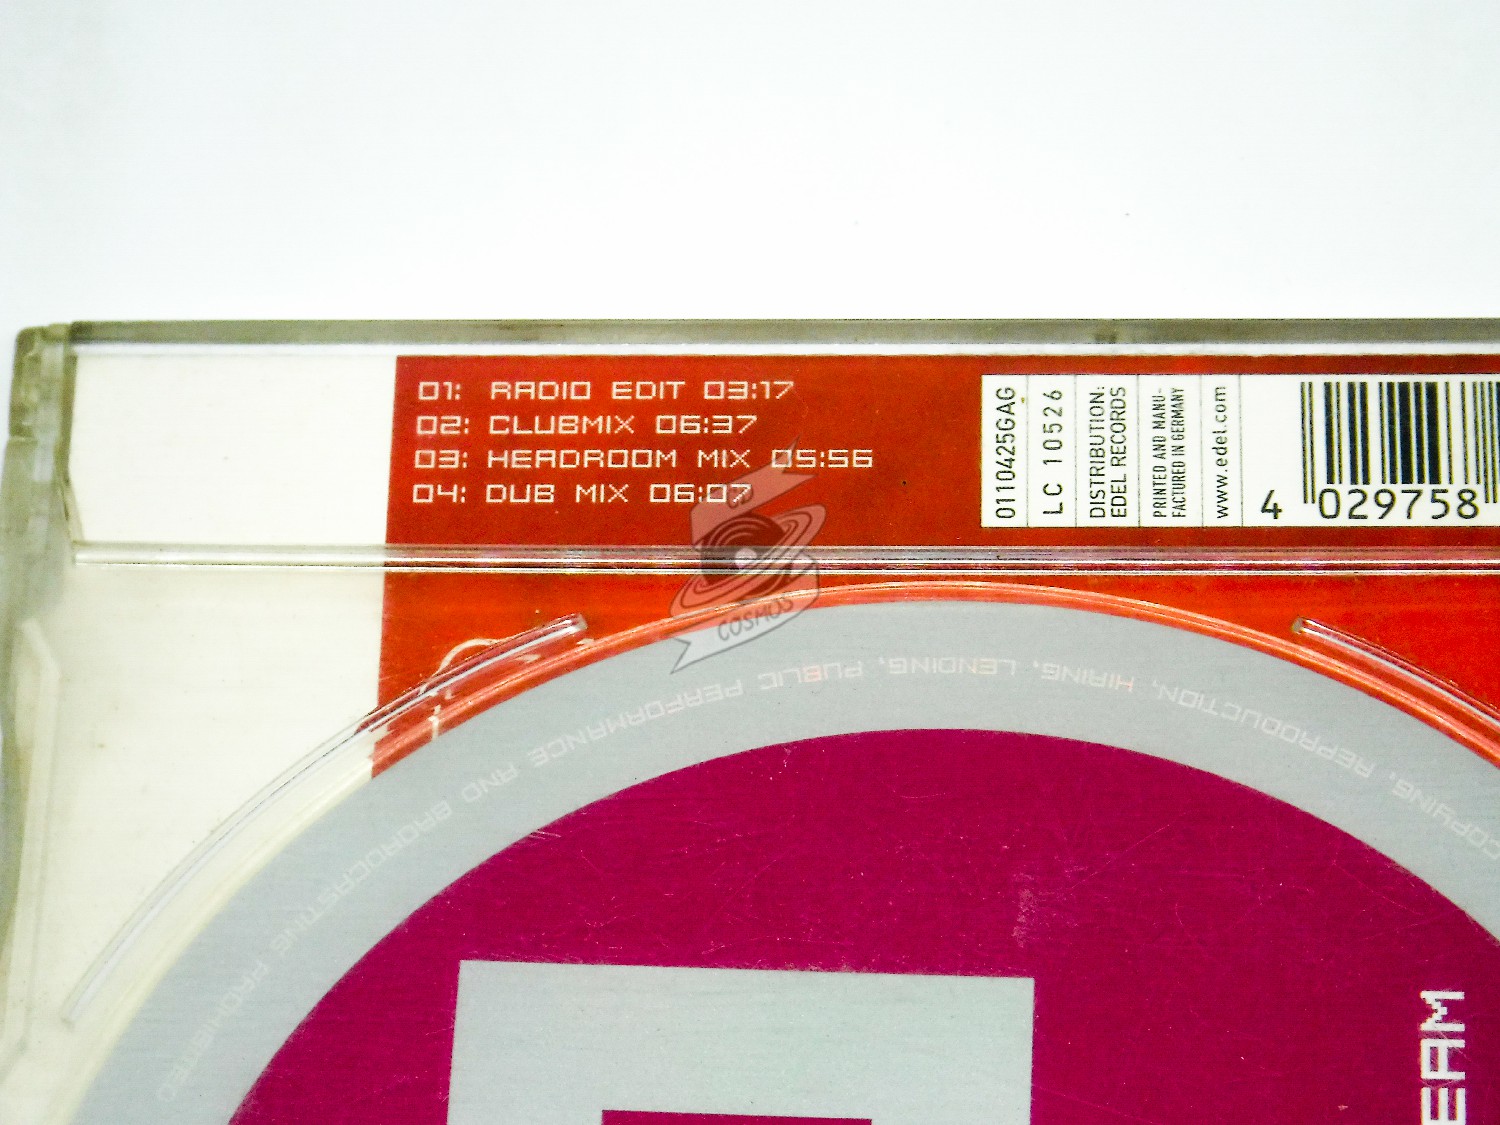 01: RADIO EDIT 03:17
02: CLUBMIX 06:37
03: HEADROOM MIX 05:56
04: DUB MIX 06:07
0110425GAG
LC 10526
DISTRIBUTION:
EDEL RECORDS
PRINTED AND MANU-
FACTURED IN GERMANY
www.edel.com
4 029758
CD
COSMOS
COPYING, REPRODUCTION, HIRING, LENDING, PUBLIC PERFORMANCE AND BROADCASTING PROHIBITED
EAM